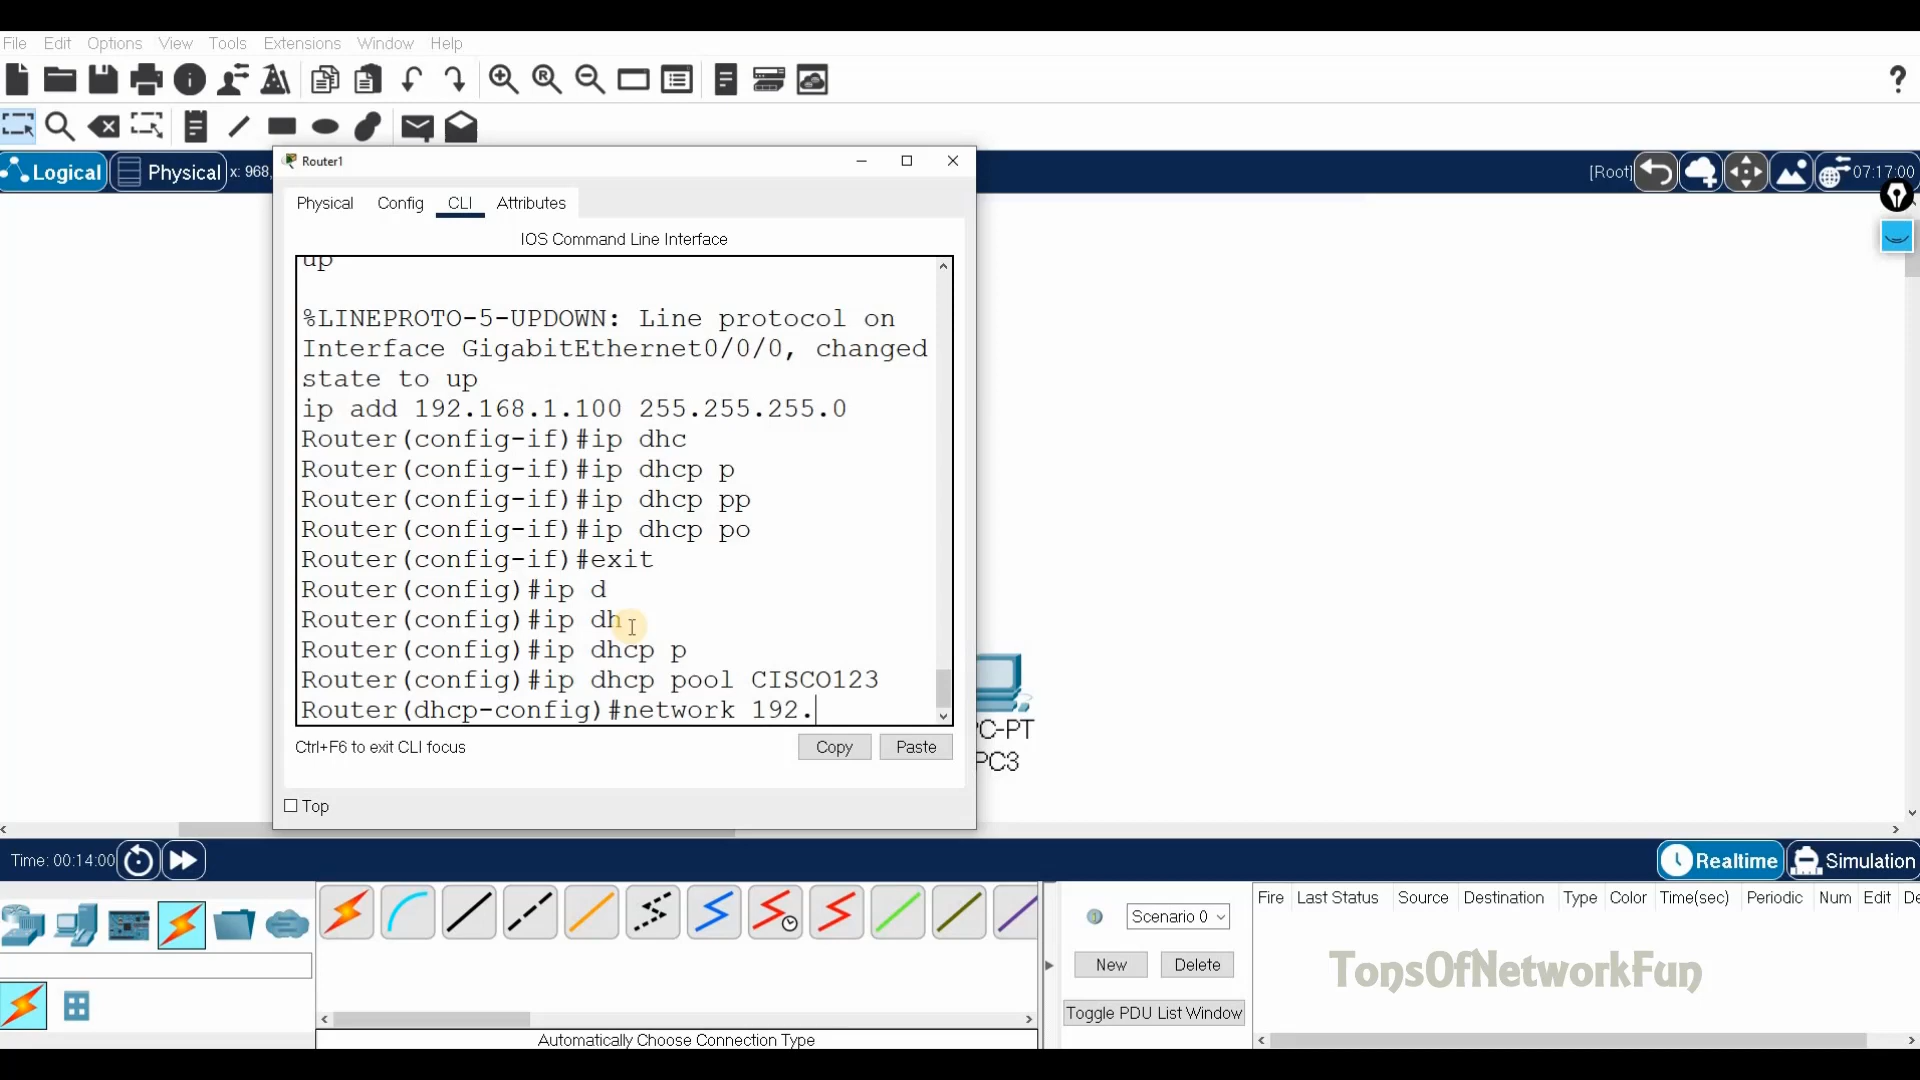 File Edit Options View Tools Extensions Window Help
Logical Physical x: 968, [Root] 07:17:00
Router1
Physical Config CLI Attributes
IOS Command Line Interface
up
%LINEPROTO-5-UPDOWN: Line protocol on
Interface GigabitEthernet0/0/0, changed
state to up
ip add 192.168.1.100 255.255.255.0
Router(config-if)#ip dhc
Router(config-if)#ip dhcp p
Router(config-if)#ip dhcp pp
Router(config-if)#ip dhcp po
Router(config-if)#exit
Router(config)#ip d
Router(config)#ip dh
Router(config)#ip dhcp p
Router(config)#ip dhcp pool CISCO123
Router(dhcp-config)#network 192.
Ctrl+F6 to exit CLI focus Copy Paste
Top
C-PT
PC3
Time: 00:14:00 Realtime Simulation
Scenario 0
New Delete
Toggle PDU List Window
Fire Last Status Source Destination Type Color Time(sec) Periodic Num Edit De
TonsOfNetworkFun
Automatically Choose Connection Type